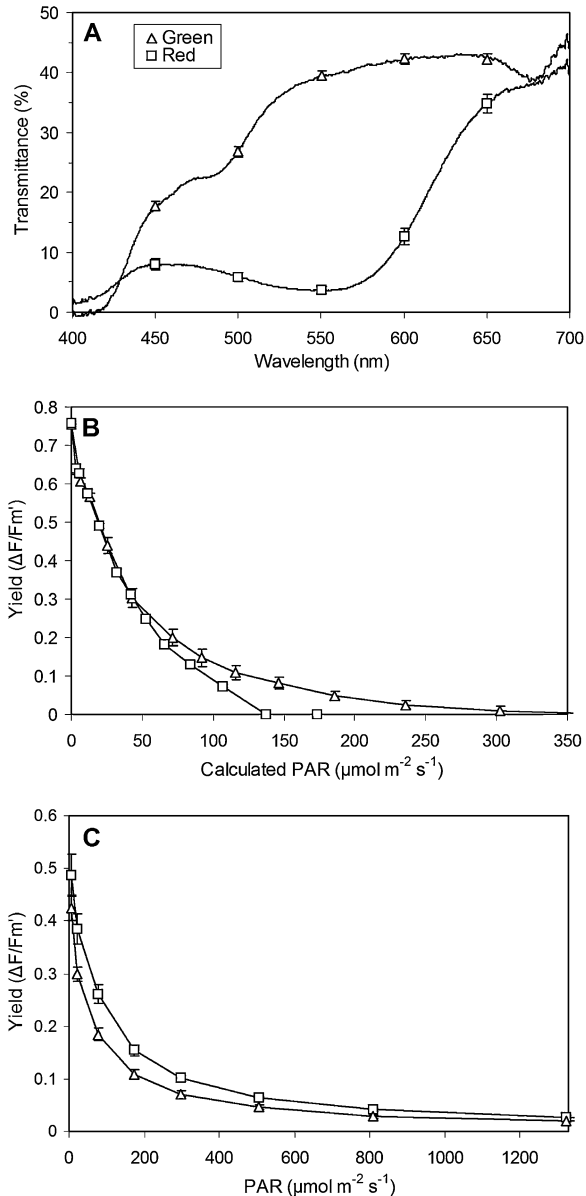 A
Green
Red
50
40
30
20
10
0
Transmittance (%)
400 450 500 550 600 650 700
Wavelength (nm)
B
0.8
0.7
0.6
0.5
0.4
0.3
0.2
0.1
0
Yield (ΔF/Fm')
0 50 100 150 200 250 300 350
Calculated PAR (µmol m⁻² s⁻¹)
C
0.6
0.5
0.4
0.3
0.2
0.1
0
Yield (ΔF/Fm')
0 200 400 600 800 1000 1200
PAR (µmol m⁻² s⁻¹)